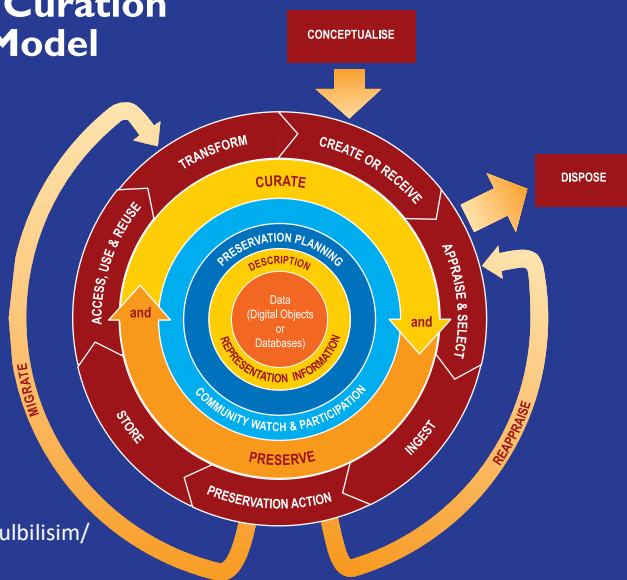 Curation
Model
CONCEPTUALISE
DISPOSE
TRANSFORM
CREATE OR RECEIVE
APPRAISE & SELECT
INGEST
PRESERVATION ACTION
STORE
ACCESS, USE & REUSE
CURATE
and
PRESERVE
and
COMMUNITY WATCH & PARTICIPATION
PRESERVATION PLANNING
DESCRIPTION
REPRESENTATION INFORMATION
Data
(Digital Objects
or
Databases)
MIGRATE
REAPPRAISE
ulbilisim/